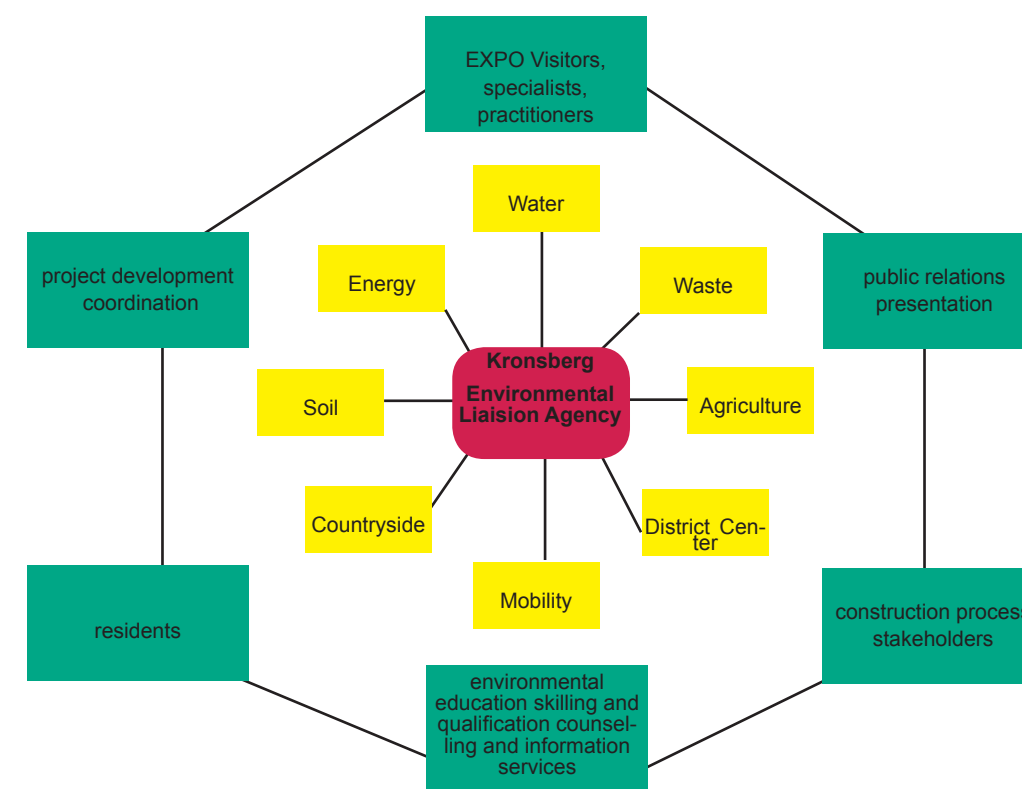 EXPO Visitors,
specialists,
practitioners
Water
Energy
Waste
project development
coordination
public relations
presentation
Kronsberg
Environmental
Liaision Agency
Soil
Agriculture
Countryside
District Cen-
ter
Mobility
residents
construction process
stakeholders
environmental
education skilling and
qualification counsel-
ling and information
services